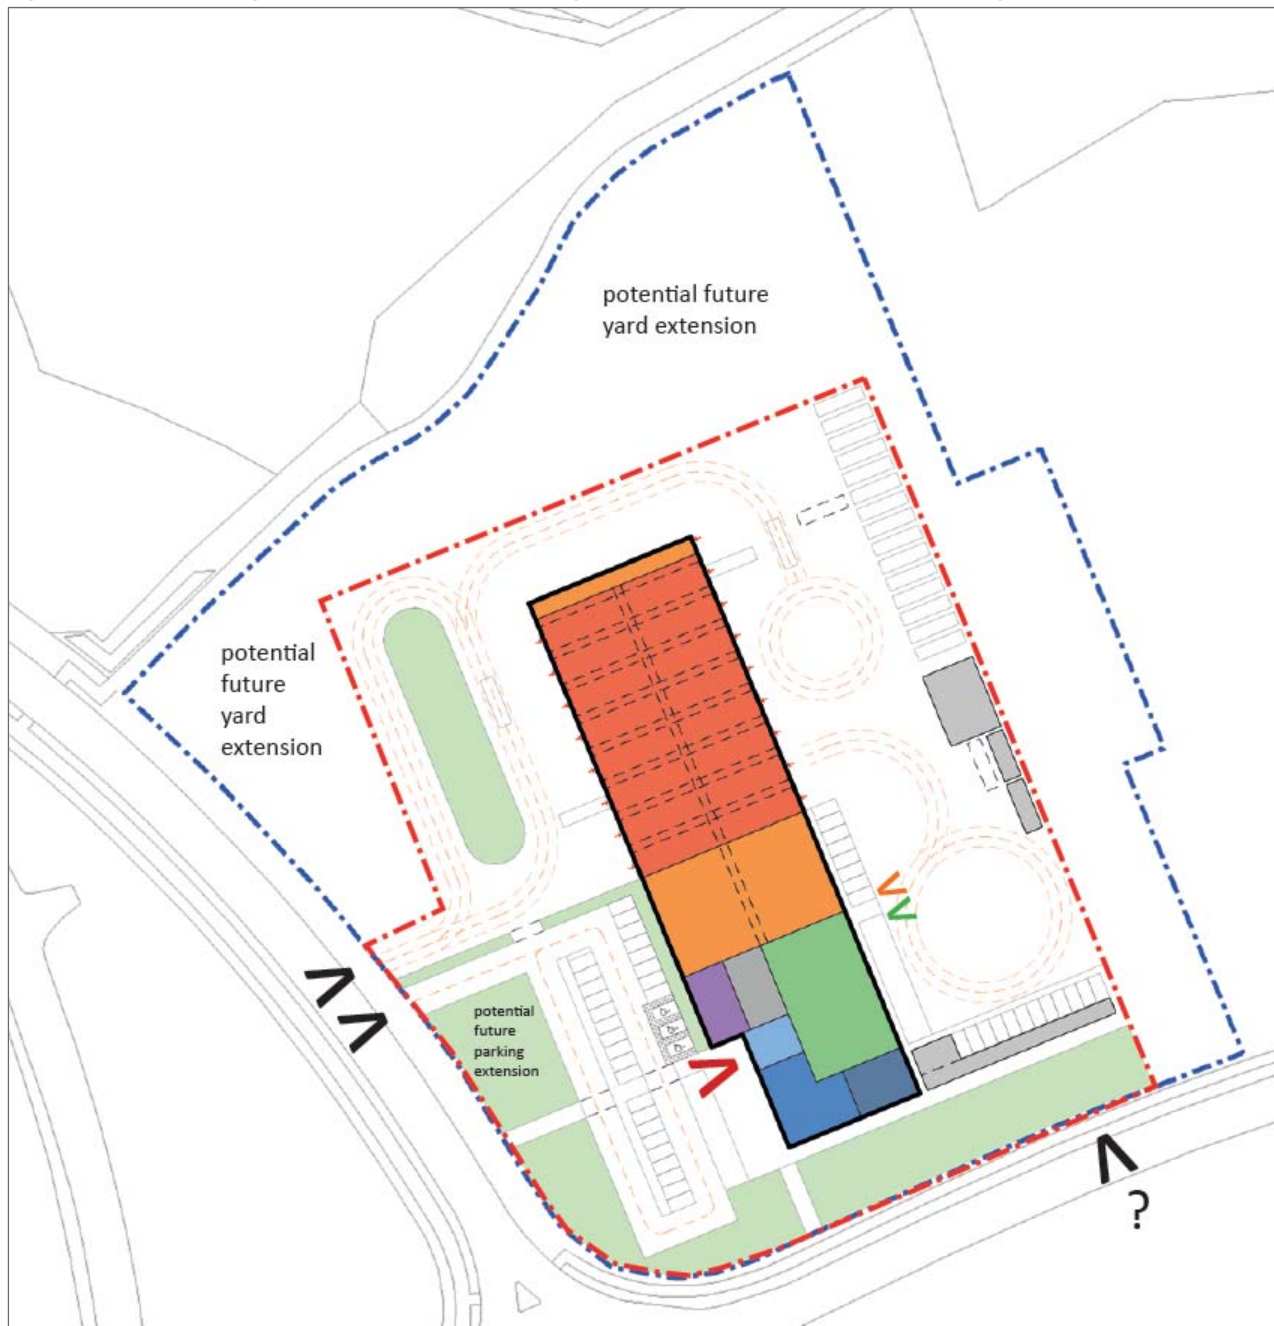 potential future
yard extension
potential
future
yard
extension
potential
future
parking
extension
?